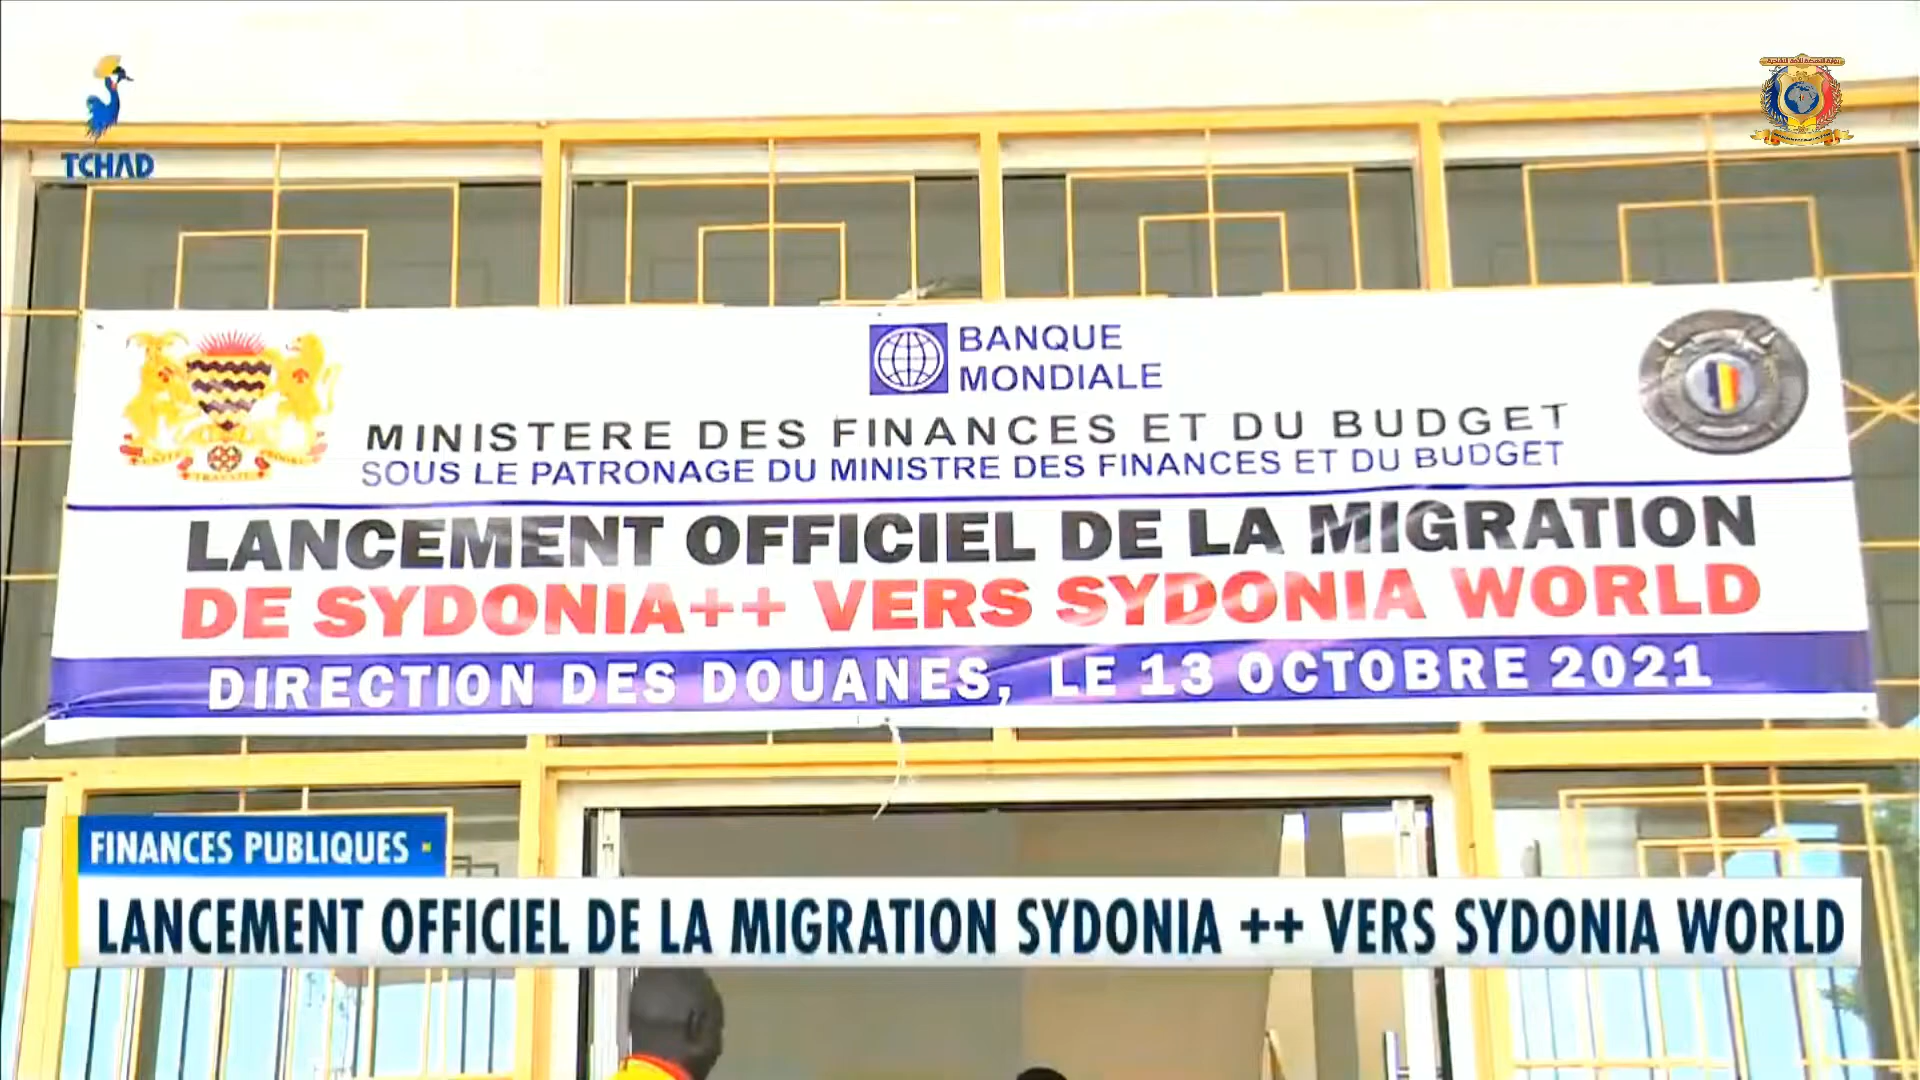 TCHAD
BANQUE
MONDIALE
MINISTERE DES FINANCES ET DU BUDGET
SOUS LE PATRONAGE DU MINISTRE DES FINANCES ET DU BUDGET
LANCEMENT OFFICIEL DE LA MIGRATION
DE SYDONIA++ VERS SYDONIA WORLD
DIRECTION DES DOUANES, LE 13 OCTOBRE 2021
FINANCES PUBLIQUES
LANCEMENT OFFICIEL DE LA MIGRATION SYDONIA ++ VERS SYDONIA WORLD